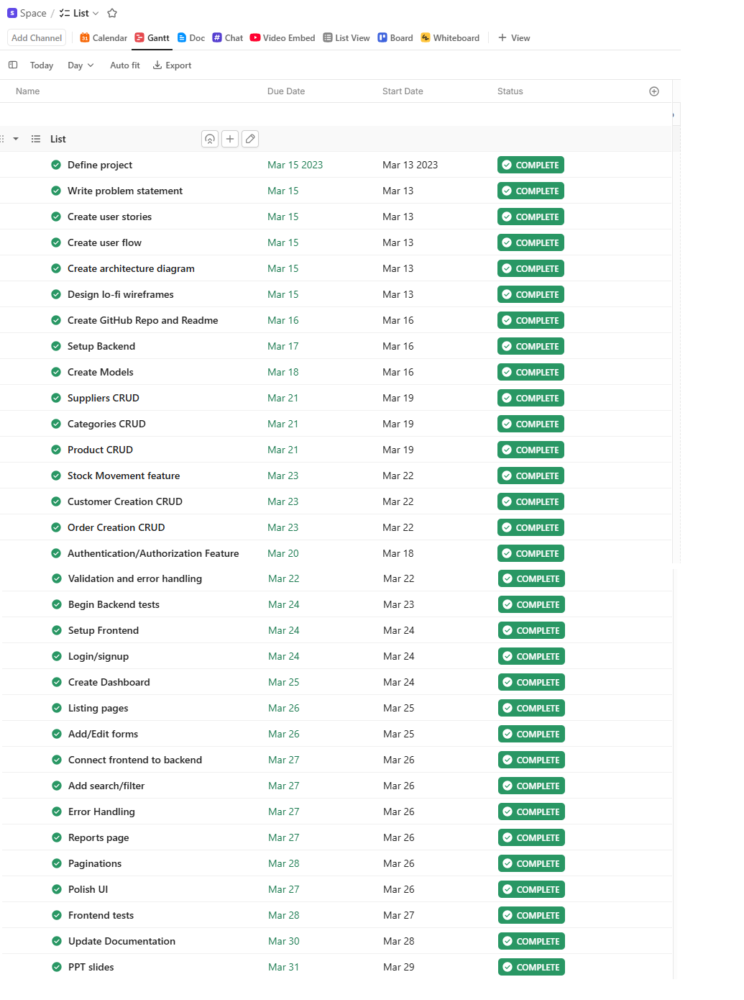 S Space / List
Add Channel 31 Calendar Gantt Doc # Chat Video Embed List View Board Whiteboard + View
Today Day Auto fit Export
Name Due Date Start Date Status
List
Define project Mar 15 2023 Mar 13 2023 COMPLETE
Write problem statement Mar 15 Mar 13 COMPLETE
Create user stories Mar 15 Mar 13 COMPLETE
Create user flow Mar 15 Mar 13 COMPLETE
Create architecture diagram Mar 15 Mar 13 COMPLETE
Design lo-fi wireframes Mar 15 Mar 13 COMPLETE
Create GitHub Repo and Readme Mar 16 Mar 16 COMPLETE
Setup Backend Mar 17 Mar 16 COMPLETE
Create Models Mar 18 Mar 16 COMPLETE
Suppliers CRUD Mar 21 Mar 19 COMPLETE
Categories CRUD Mar 21 Mar 19 COMPLETE
Product CRUD Mar 21 Mar 19 COMPLETE
Stock Movement feature Mar 23 Mar 22 COMPLETE
Customer Creation CRUD Mar 23 Mar 22 COMPLETE
Order Creation CRUD Mar 23 Mar 22 COMPLETE
Authentication/Authorization Feature Mar 20 Mar 18 COMPLETE
Validation and error handling Mar 22 Mar 22 COMPLETE
Begin Backend tests Mar 24 Mar 23 COMPLETE
Setup Frontend Mar 24 Mar 24 COMPLETE
Login/signup Mar 24 Mar 24 COMPLETE
Create Dashboard Mar 25 Mar 24 COMPLETE
Listing pages Mar 26 Mar 25 COMPLETE
Add/Edit forms Mar 26 Mar 25 COMPLETE
Connect frontend to backend Mar 27 Mar 26 COMPLETE
Add search/filter Mar 27 Mar 26 COMPLETE
Error Handling Mar 27 Mar 26 COMPLETE
Reports page Mar 27 Mar 26 COMPLETE
Paginations Mar 28 Mar 26 COMPLETE
Polish UI Mar 27 Mar 26 COMPLETE
Frontend tests Mar 28 Mar 27 COMPLETE
Update Documentation Mar 30 Mar 28 COMPLETE
PPT slides Mar 31 Mar 29 COMPLETE